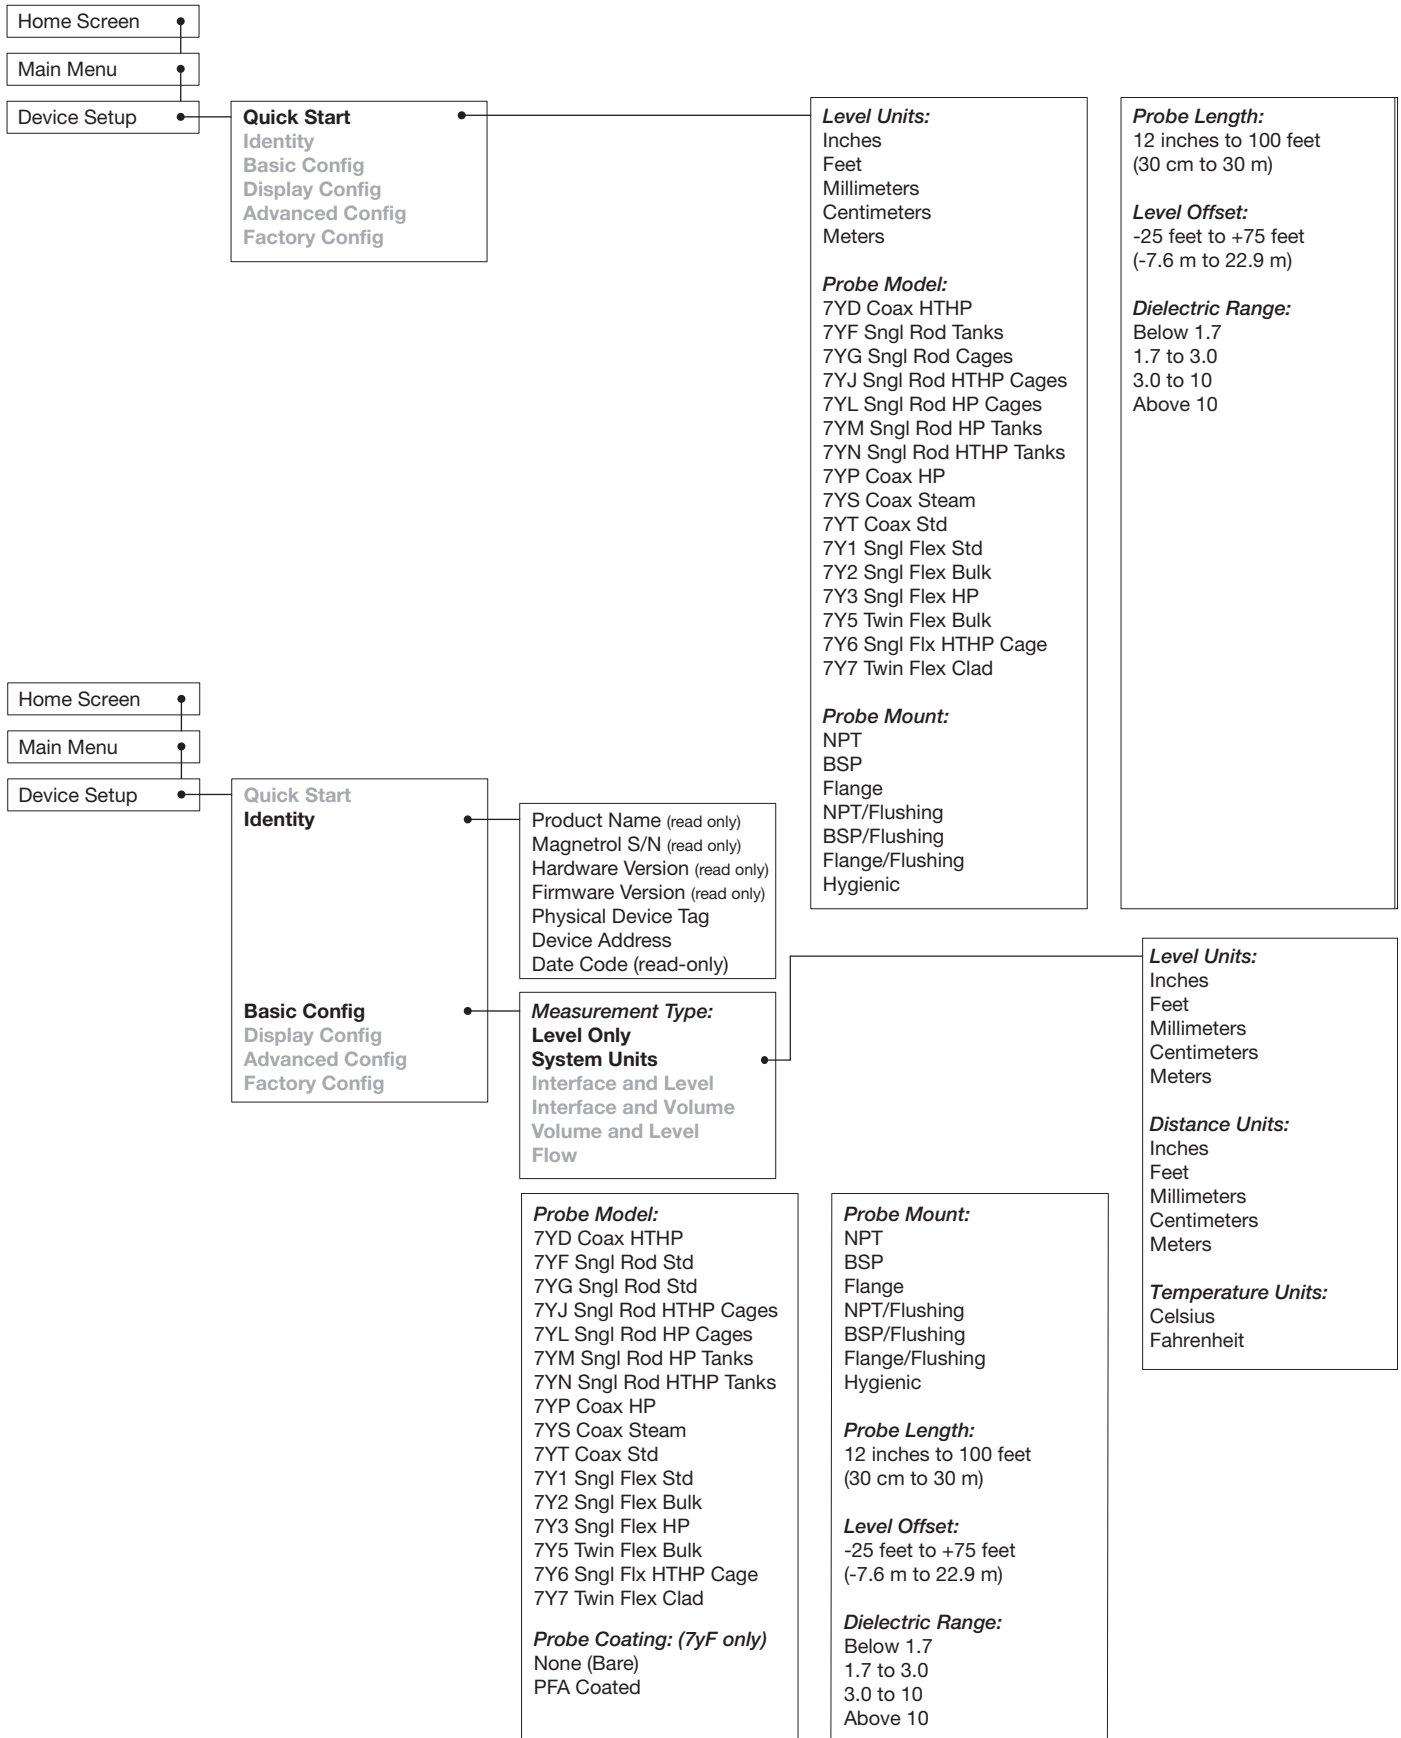 Home Screen
Main Menu
Device Setup
Quick Start
Identity
Basic Config
Display Config
Advanced Config
Factory Config
Level Units:
Inches
Feet
Millimeters
Centimeters
Meters
Probe Model:
7YD Coax HTHP
7YF Sngl Rod Tanks
7YG Sngl Rod Cages
7YJ Sngl Rod HTHP Cages
7YL Sngl Rod HP Cages
7YM Sngl Rod HP Tanks
7YN Sngl Rod HTHP Tanks
7YP Coax HP
7YS Coax Steam
7YT Coax Std
7Y1 Sngl Flex Std
7Y2 Sngl Flex Bulk
7Y3 Sngl Flex HP
7Y5 Twin Flex Bulk
7Y6 Sngl Flx HTHP Cage
7Y7 Twin Flex Clad
Probe Mount:
NPT
BSP
Flange
NPT/Flushing
BSP/Flushing
Flange/Flushing
Hygienic
Probe Length:
12 inches to 100 feet
(30 cm to 30 m)
Level Offset:
-25 feet to +75 feet
(-7.6 m to 22.9 m)
Dielectric Range:
Below 1.7
1.7 to 3.0
3.0 to 10
Above 10
Home Screen
Main Menu
Device Setup
Quick Start
Identity
Basic Config
Display Config
Advanced Config
Factory Config
Product Name (read only)
Magnetrol S/N (read only)
Hardware Version (read only)
Firmware Version (read only)
Physical Device Tag
Device Address
Date Code (read-only)
Measurement Type:
Level Only
System Units
Interface and Level
Interface and Volume
Volume and Level
Flow
Level Units:
Inches
Feet
Millimeters
Centimeters
Meters
Distance Units:
Inches
Feet
Millimeters
Centimeters
Meters
Temperature Units:
Celsius
Fahrenheit
Probe Model:
7YD Coax HTHP
7YF Sngl Rod Std
7YG Sngl Rod Std
7YJ Sngl Rod HTHP Cages
7YL Sngl Rod HP Cages
7YM Sngl Rod HP Tanks
7YN Sngl Rod HTHP Tanks
7YP Coax HP
7YS Coax Steam
7YT Coax Std
7Y1 Sngl Flex Std
7Y2 Sngl Flex Bulk
7Y3 Sngl Flex HP
7Y5 Twin Flex Bulk
7Y6 Sngl Flx HTHP Cage
7Y7 Twin Flex Clad
Probe Coating: (7yF only)
None (Bare)
PFA Coated
Probe Mount:
NPT
BSP
Flange
NPT/Flushing
BSP/Flushing
Flange/Flushing
Hygienic
Probe Length:
12 inches to 100 feet
(30 cm to 30 m)
Level Offset:
-25 feet to +75 feet
(-7.6 m to 22.9 m)
Dielectric Range:
Below 1.7
1.7 to 3.0
3.0 to 10
Above 10